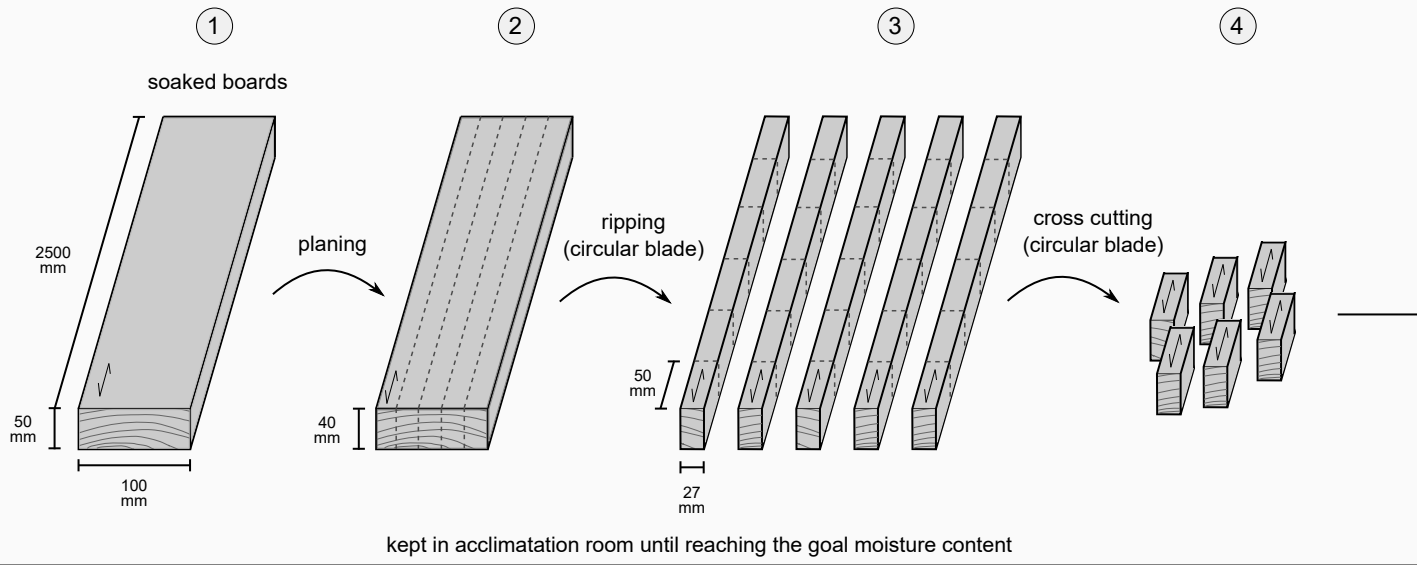 1
2
3
4
soaked boards
2500
mm
50
mm
100
mm
planing
40
mm
ripping
(circular blade)
50
mm
27
mm
cross cutting
(circular blade)
kept in acclimatation room until reaching the goal moisture content